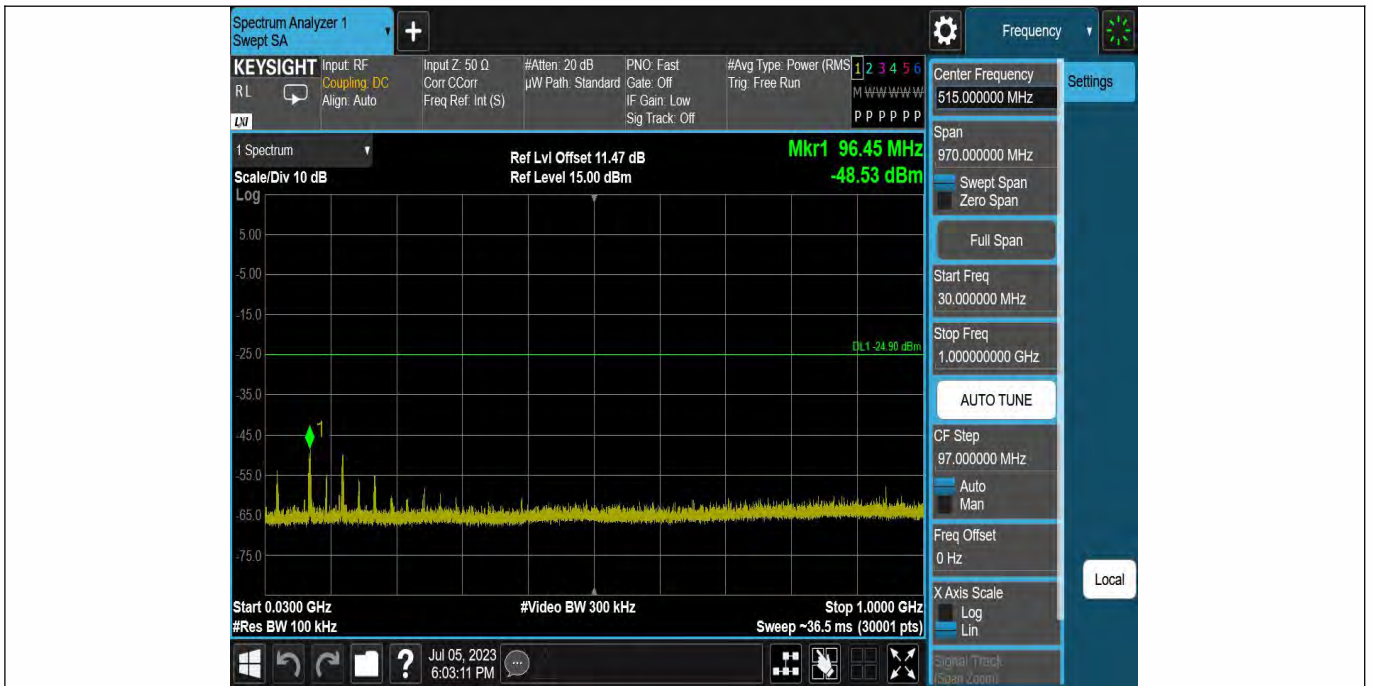 Spectrum Analyzer 1
Swept SA
Frequency
KEYSIGHT
RL
LXI
Input: RF
Coupling: DC
Align: Auto
Input Z: 50 Ω
Corr CCorr
Freq Ref: Int (S)
#Atten: 20 dB
µW Path: Standard
PNO: Fast
Gate: Off
IF Gain: Low
Sig Track: Off
#Avg Type: Power (RMS
Trig: Free Run
1 2 3 4 5 6
M W W W W W
P P P P P P
1 Spectrum
Scale/Div 10 dB
Ref Lvl Offset 11.47 dB
Ref Level 15.00 dBm
Mkr1 96.45 MHz
-48.53 dBm
Log
5.00
-5.00
-15.0
-25.0
DL1 -24.90 dBm
-35.0
-45.0
1
-55.0
-65.0
-75.0
Start 0.0300 GHz
#Video BW 300 kHz
Stop 1.0000 GHz
#Res BW 100 kHz
Sweep ~36.5 ms (30001 pts)
Jul 05, 2023
6:03:11 PM
Center Frequency
515.000000 MHz
Settings
Span
970.000000 MHz
Swept Span
Zero Span
Full Span
Start Freq
30.000000 MHz
Stop Freq
1.000000000 GHz
AUTO TUNE
CF Step
97.000000 MHz
Auto
Man
Freq Offset
0 Hz
Local
X Axis Scale
Log
Lin
Signal Track
(Span Zoom)